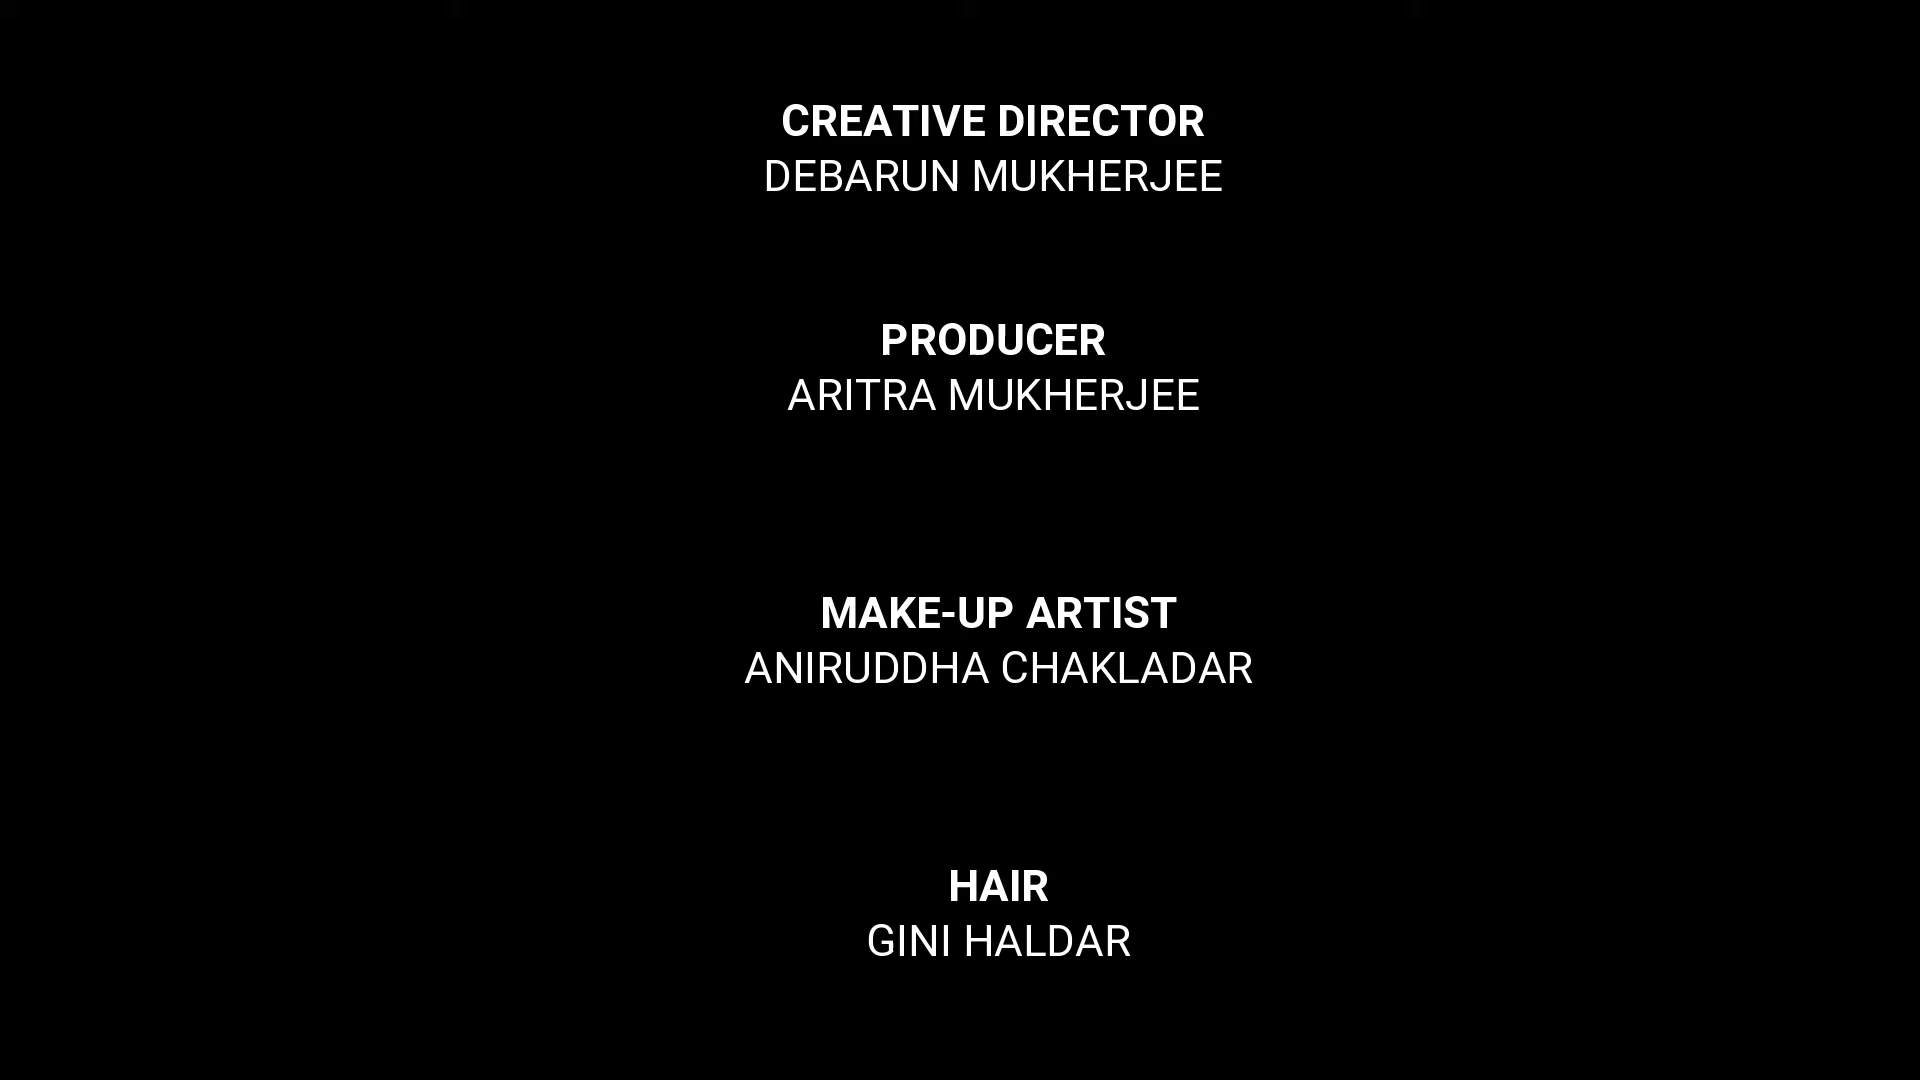 CREATIVE DIRECTOR
DEBARUN MUKHERJEE
PRODUCER
ARITRA MUKHERJEE
MAKE-UP ARTIST
ANIRUDDHA CHAKLADAR
HAIR
GINI HALDAR